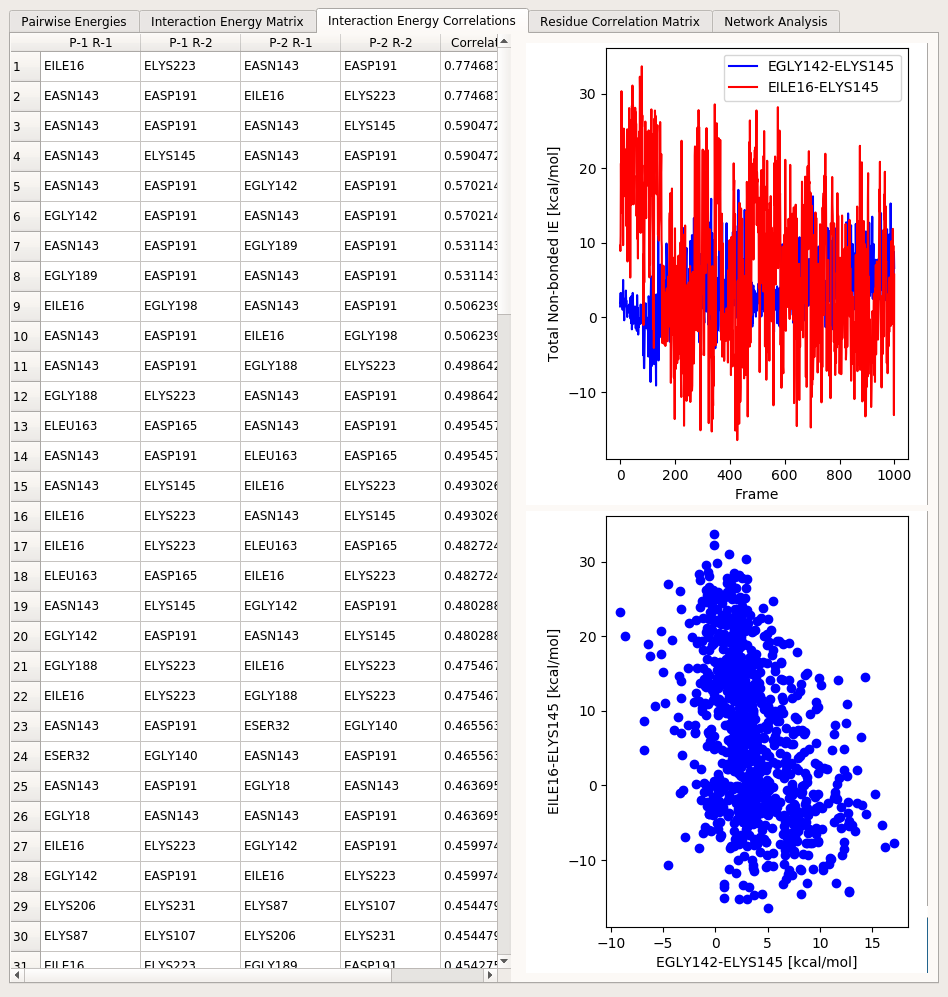 Pairwise Energies Interaction Energy Matrix Interaction Energy Correlations Residue Correlation Matrix Network Analysis
P-1 R-1 P-1 R-2 P-2 R-1 P-2 R-2 Correlat
1 EILE16 ELYS223 EASN143 EASP191 0.774681
2 EASN143 EASP191 EILE16 ELYS223 0.774681
3 EASN143 EASP191 EASN143 ELYS145 0.590472
4 EASN143 ELYS145 EASN143 EASP191 0.590472
5 EASN143 EASP191 EGLY142 EASP191 0.570214
6 EGLY142 EASP191 EASN143 EASP191 0.570214
7 EASN143 EASP191 EGLY189 EASP191 0.531143
8 EGLY189 EASP191 EASN143 EASP191 0.531143
9 EILE16 EGLY198 EASN143 EASP191 0.506239
10 EASN143 EASP191 EILE16 EGLY198 0.506239
11 EASN143 EASP191 EGLY188 ELYS223 0.498642
12 EGLY188 ELYS223 EASN143 EASP191 0.498642
13 ELEU163 EASP165 EASN143 EASP191 0.495457
14 EASN143 EASP191 ELEU163 EASP165 0.495457
15 EASN143 ELYS145 EILE16 ELYS223 0.493026
16 EILE16 ELYS223 EASN143 ELYS145 0.493026
17 EILE16 ELYS223 ELEU163 EASP165 0.482724
18 ELEU163 EASP165 EILE16 ELYS223 0.482724
19 EASN143 ELYS145 EGLY142 EASP191 0.480288
20 EGLY142 EASP191 EASN143 ELYS145 0.480288
21 EGLY188 ELYS223 EILE16 ELYS223 0.475467
22 EILE16 ELYS223 EGLY188 ELYS223 0.475467
23 EASN143 EASP191 ESER32 EGLY140 0.465563
24 ESER32 EGLY140 EASN143 EASP191 0.465563
25 EASN143 EASP191 EGLY18 EASN143 0.463695
26 EGLY18 EASN143 EASN143 EASP191 0.463695
27 EILE16 ELYS223 EGLY142 EASP191 0.459974
28 EGLY142 EASP191 EILE16 ELYS223 0.459974
29 ELYS206 ELYS231 ELYS87 ELYS107 0.454479
30 ELYS87 ELYS107 ELYS206 ELYS231 0.454479
31 EILE16 ELYS223 EGLY189 EASP191 0.454275
EGLY142-ELYS145
EILE16-ELYS145
Total Non-bonded IE [kcal/mol]
30
20
10
0
−10
0 200 400 600 800 1000
Frame
EILE16-ELYS145 [kcal/mol]
30
20
10
0
−10
−10 −5 0 5 10 15
EGLY142-ELYS145 [kcal/mol]